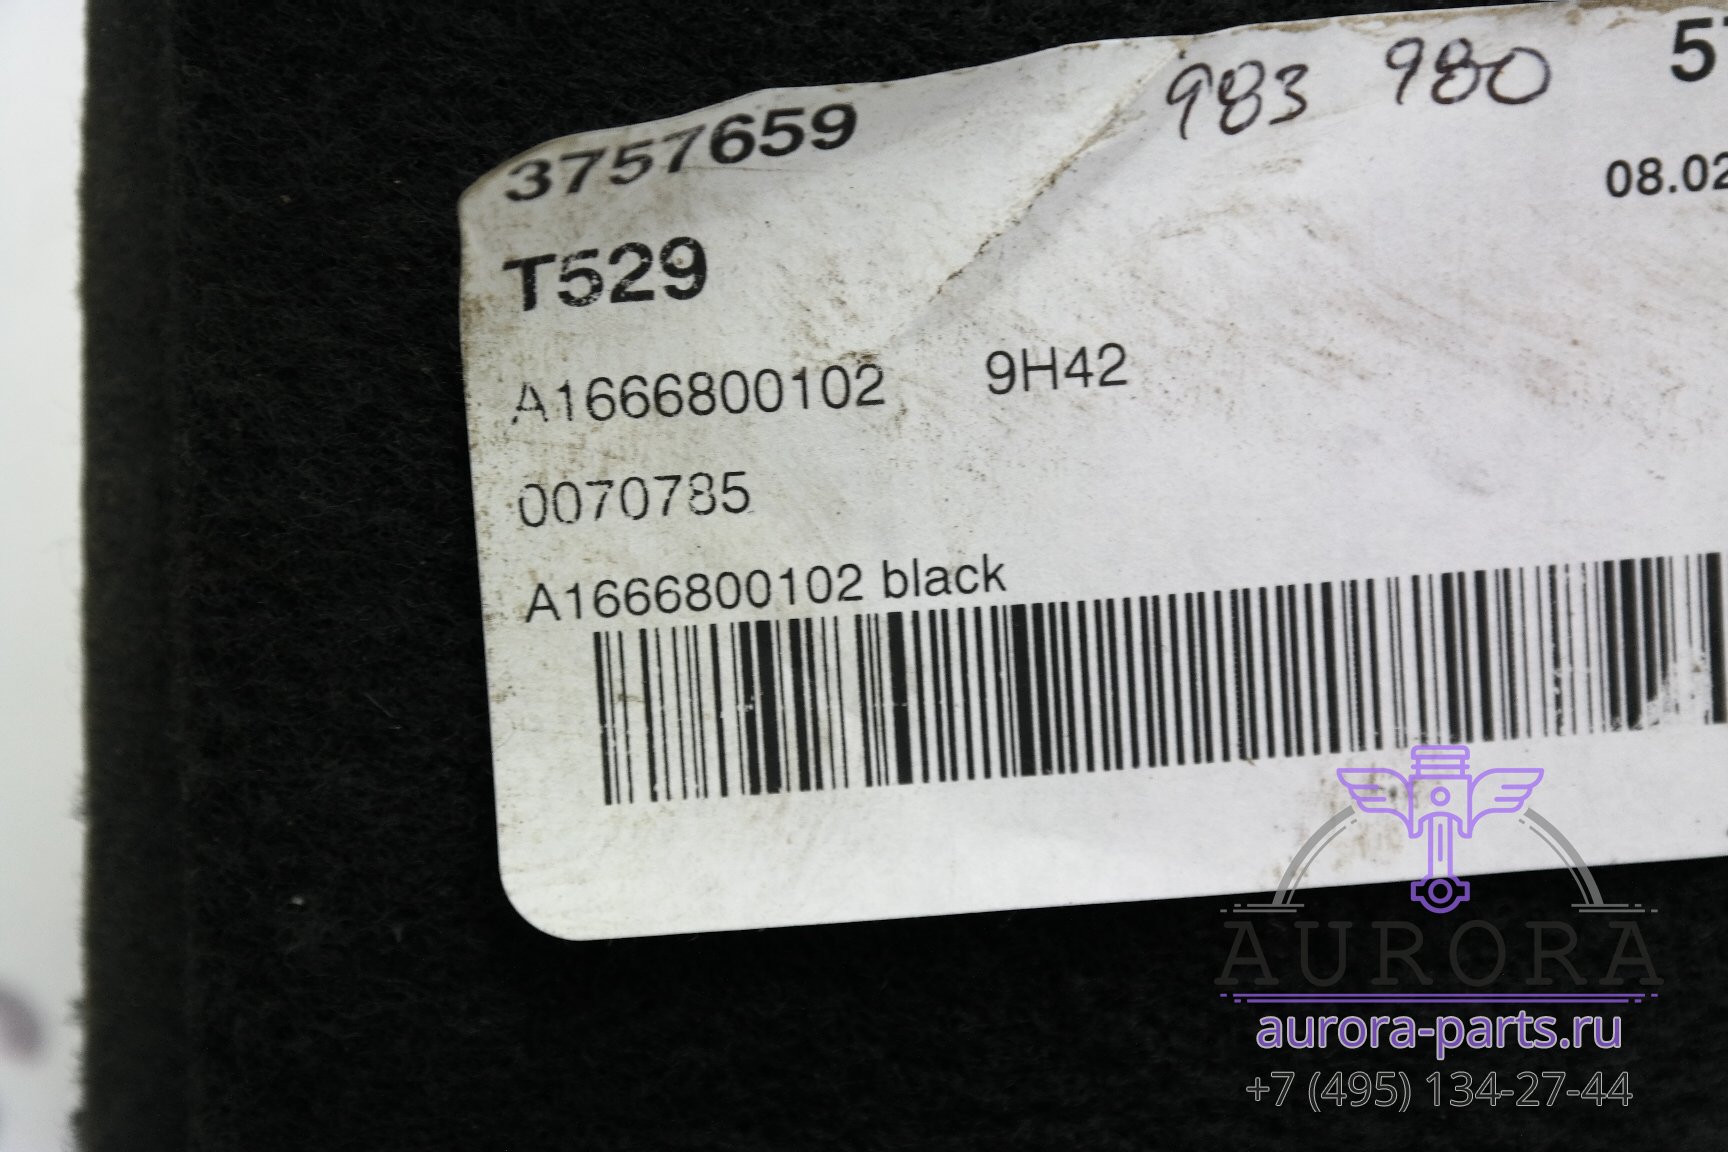 983 980 57
3757659
08.02
T529
A1666800102 9H42
0070785
A1666800102 black
AURORA
aurora-parts.ru
+7 (495) 134-27-44